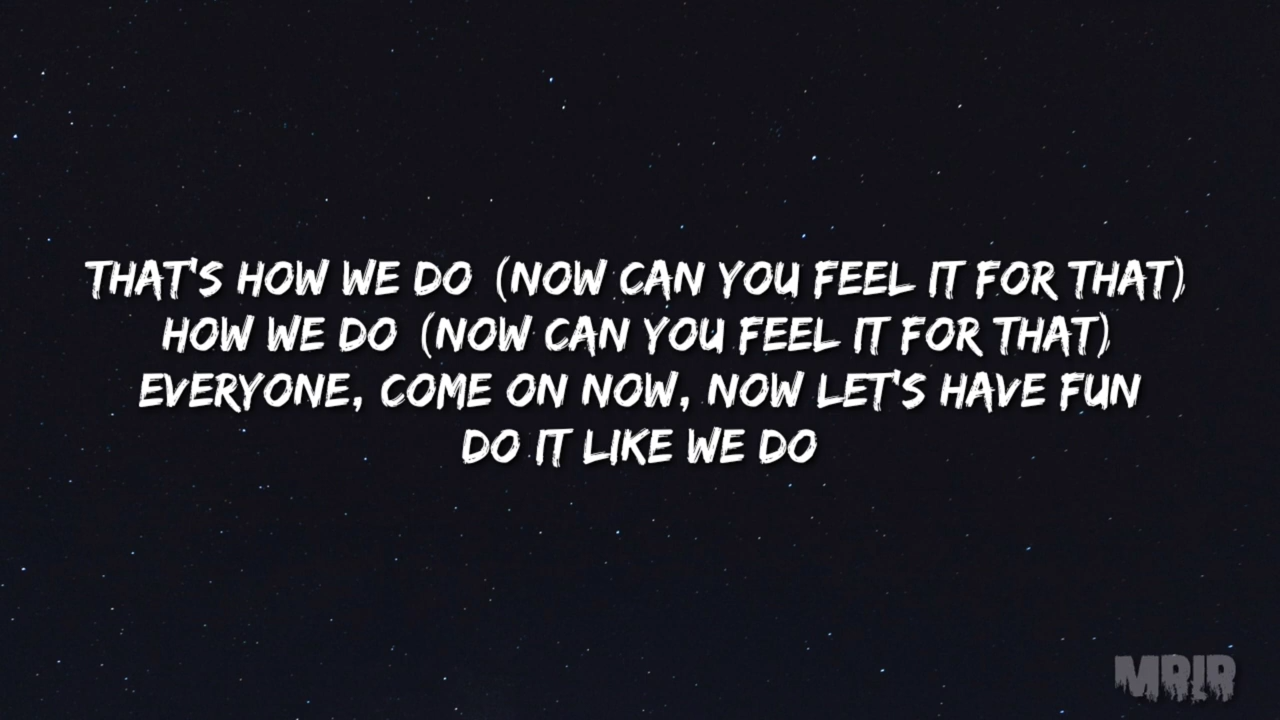 THAT'S HOW WE DO (NOW CAN YOU FEEL IT FOR THAT)
HOW WE DO (NOW CAN YOU FEEL IT FOR THAT)
EVERYONE, COME ON NOW, NOW LET'S HAVE FUN
DO IT LIKE WE DO
MRJR